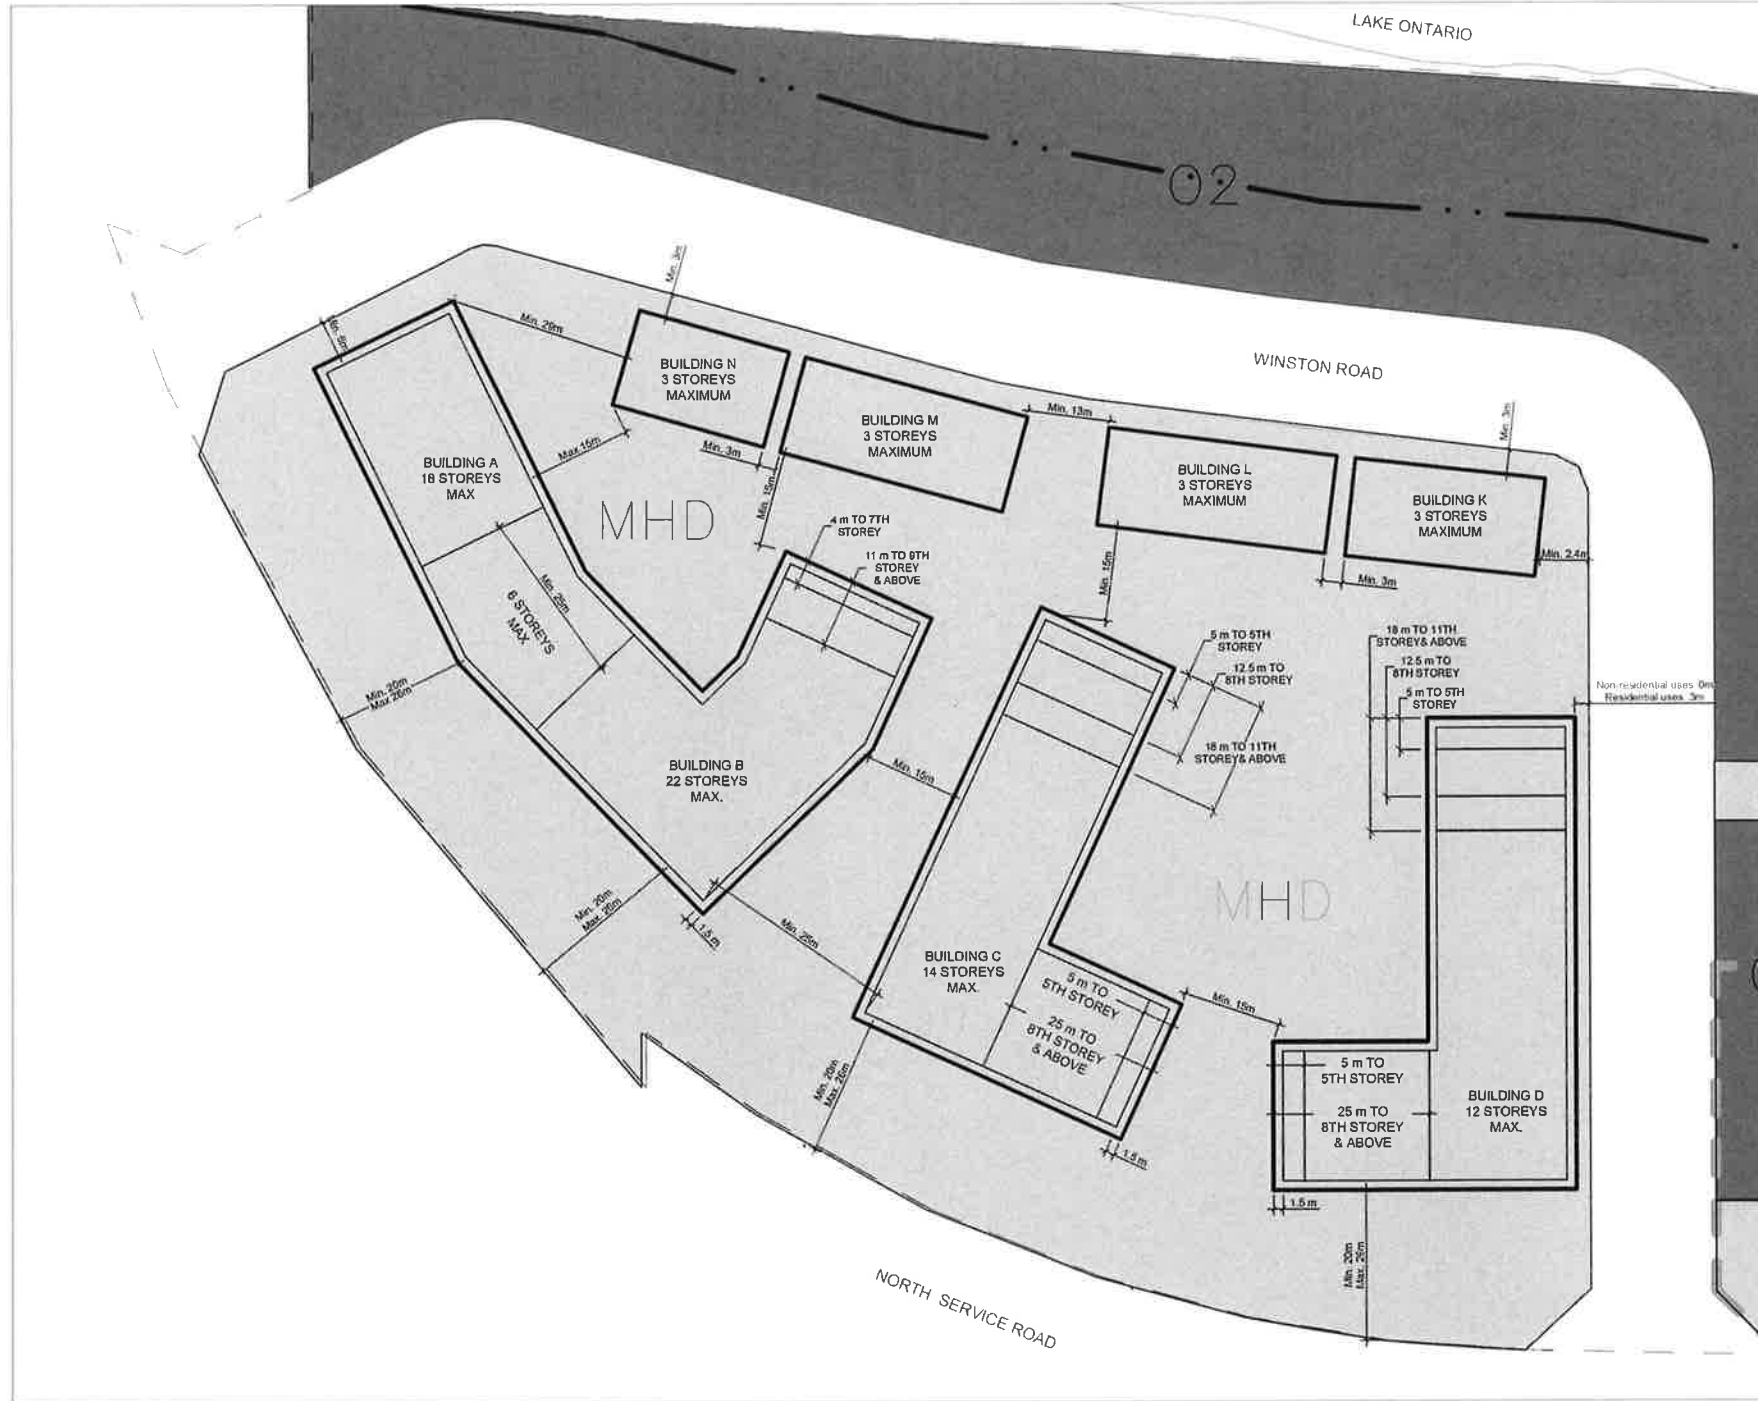 LAKE ONTARIO
O2
WINSTON ROAD
Min. 3m
Min. 29m
BUILDING N
3 STOREYS
MAXIMUM
BUILDING M
3 STOREYS
MAXIMUM
Min. 13m
Min. 3m
BUILDING L
3 STOREYS
MAXIMUM
BUILDING K
3 STOREYS
MAXIMUM
Max 15m
Min. 3m
Min. 15m
BUILDING A
18 STOREYS
MAX
MHD
4 m TO 7TH
STOREY
11 m TO 9TH
STOREY
& ABOVE
Min. 15m
Min. 3m
Min. 2.4m
Min. 25m
6 STOREYS
MAX
5 m TO 5TH
STOREY
12.5 m TO
8TH STOREY
18 m TO 11TH
STOREY& ABOVE
18 m TO 11TH
STOREY& ABOVE
12.5 m TO
8TH STOREY
5 m TO 5TH
STOREY
Non-residential uses 0m
Residential uses 3m
Min. 20m
Max 26m
BUILDING B
22 STOREYS
MAX.
Min. 15m
MHD
Min. 20m
Max. 26m
1.5 m
Min. 25m
BUILDING C
14 STOREYS
MAX.
5 m TO
5TH STOREY
25 m TO
8TH STOREY
& ABOVE
Min. 15m
Min. 20m
Max. 26m
1.5 m
5 m TO
5TH STOREY
25 m TO
8TH STOREY
& ABOVE
BUILDING D
12 STOREYS
MAX.
1.5 m
Min. 20m
Max. 26m
NORTH SERVICE ROAD